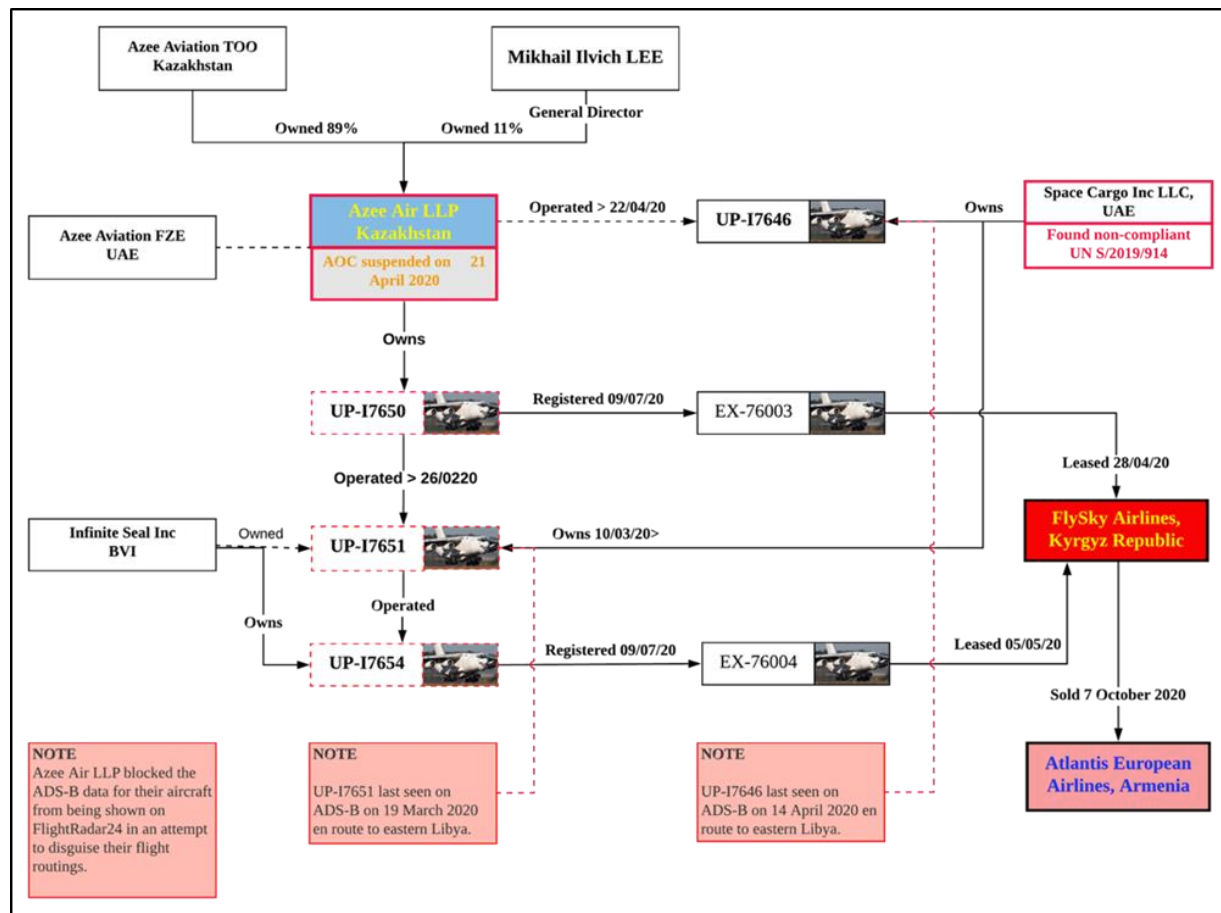 Azee Aviation TOO
Kazakhstan
Mikhail Ilvich LEE
General Director
Owned 89%
Owned 11%
Azee Air LLP
Kazakhstan
AOC suspended on 21
April 2020
Operated > 22/04/20
UP-I7646
Owns
Space Cargo Inc LLC,
UAE
Found non-compliant
UN S/2019/914
Azee Aviation FZE
UAE
Owns
UP-I7650
Registered 09/07/20
EX-76003
Leased 28/04/20
Operated > 26/0220
Infinite Seal Inc
BVI
Owned
UP-I7651
Owns 10/03/20>
FlySky Airlines,
Kyrgyz Republic
Operated
Owns
UP-I7654
Registered 09/07/20
EX-76004
Leased 05/05/20
Sold 7 October 2020
Atlantis European
Airlines, Armenia
NOTE
Azee Air LLP blocked the
ADS-B data for their aircraft
from being shown on
FlightRadar24 in an attempt
to disguise their flight
routings.
NOTE
UP-I7651 last seen on
ADS-B on 19 March 2020
en route to eastern Libya.
NOTE
UP-I7646 last seen on
ADS-B on 14 April 2020 en
route to eastern Libya.